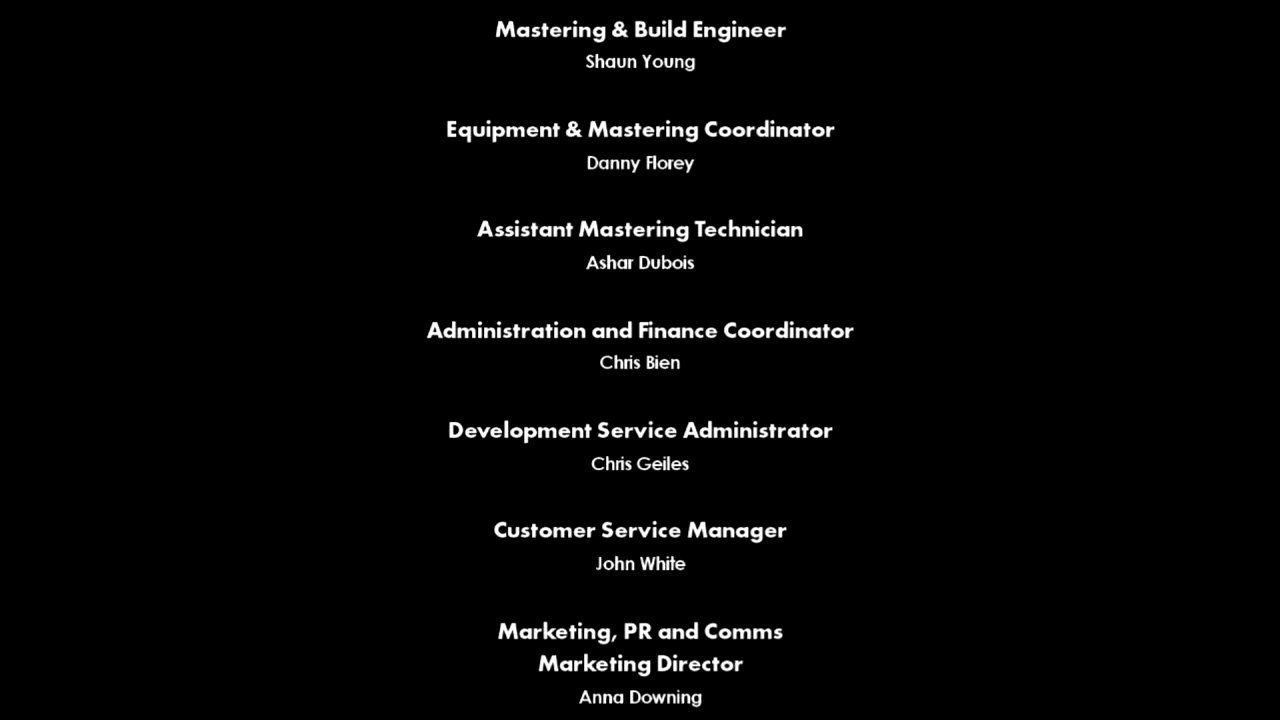 Mastering & Build Engineer
Shaun Young
Equipment & Mastering Coordinator
Danny Florey
Assistant Mastering Technician
Ashar Dubois
Administration and Finance Coordinator
Chris Bien
Development Service Administrator
Chris Geiles
Customer Service Manager
John White
Marketing, PR and Comms
Marketing Director
Anna Downing